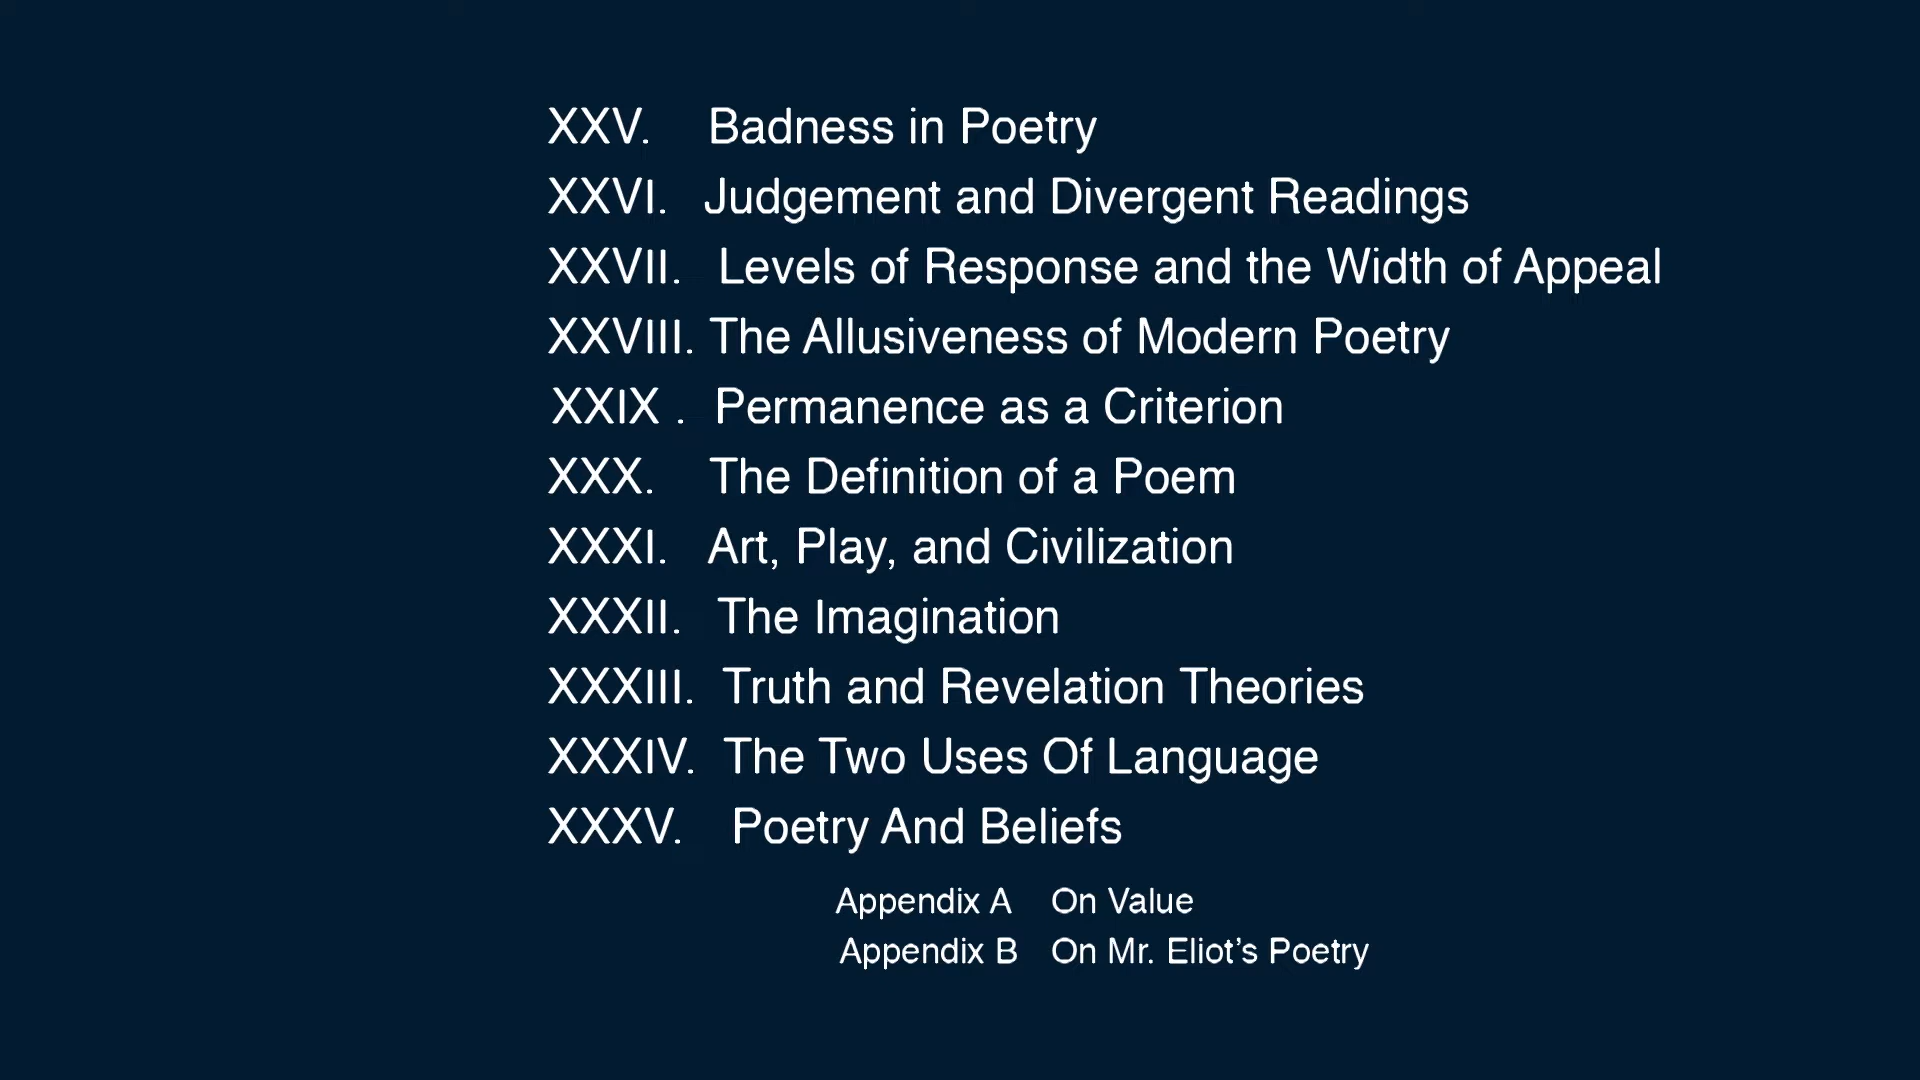 XXV. Badness in Poetry
XXVI. Judgement and Divergent Readings
XXVII. Levels of Response and the Width of Appeal
XXVIII. The Allusiveness of Modern Poetry
XXIX . Permanence as a Criterion
XXX. The Definition of a Poem
XXXI. Art, Play, and Civilization
XXXII. The Imagination
XXXIII. Truth and Revelation Theories
XXXIV. The Two Uses Of Language
XXXV. Poetry And Beliefs
Appendix A On Value
Appendix B On Mr. Eliot’s Poetry